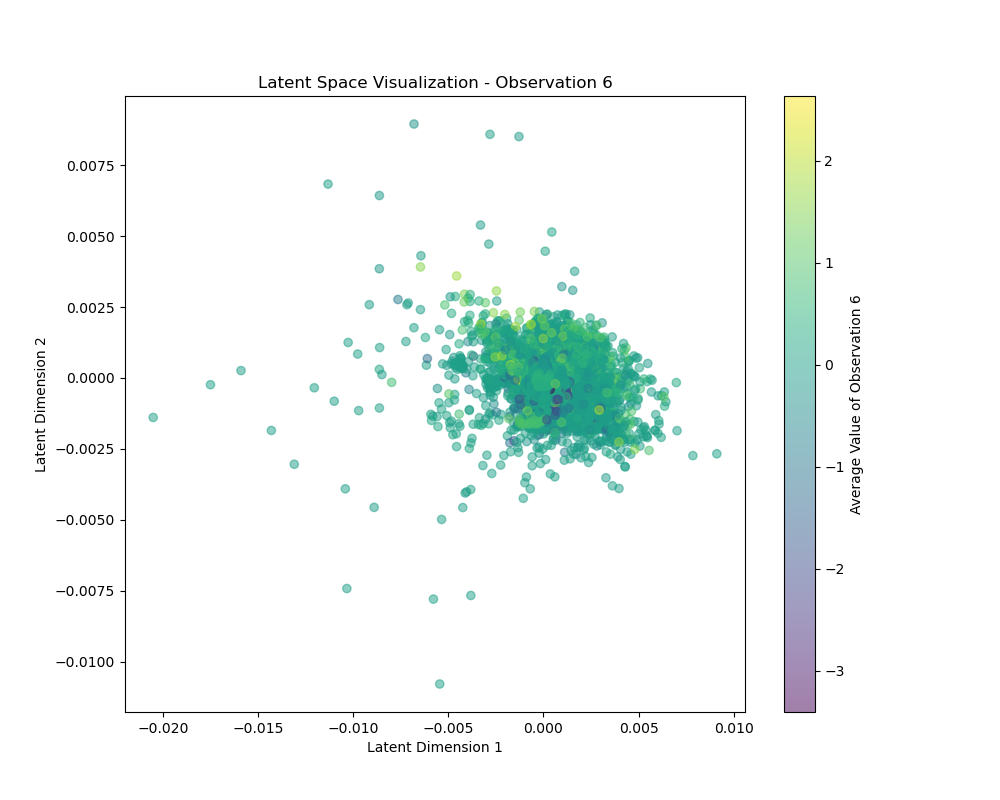 Latent Space Visualization - Observation 6
0.0075
0.0050
0.0025
0.0000
−0.0025
−0.0050
−0.0075
−0.0100
Latent Dimension 2
−0.020 −0.015 −0.010 −0.005 0.000 0.005 0.010
Latent Dimension 1
2
1
0
−1
−2
−3
Average Value of Observation 6